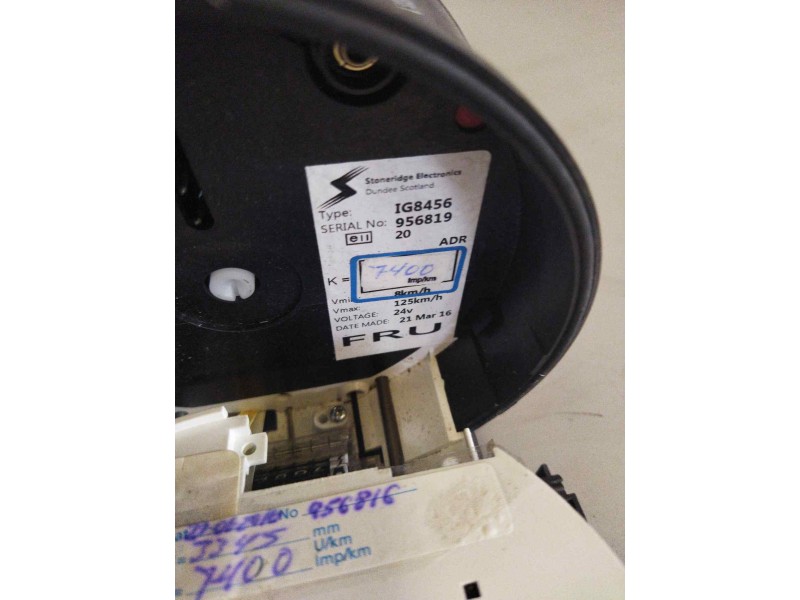 Stoneridge Electronics
Dundee Scotland
Type: IG8456
SERIAL No: 956819
e11 20
ADR
K = 7400 Imp/km
8km/h
Vmax: 125km/h
VOLTAGE: 24v
DATE MADE: 21 Mar 16
FRU
No 956816
3345 mm
U/km
7400 Imp/km